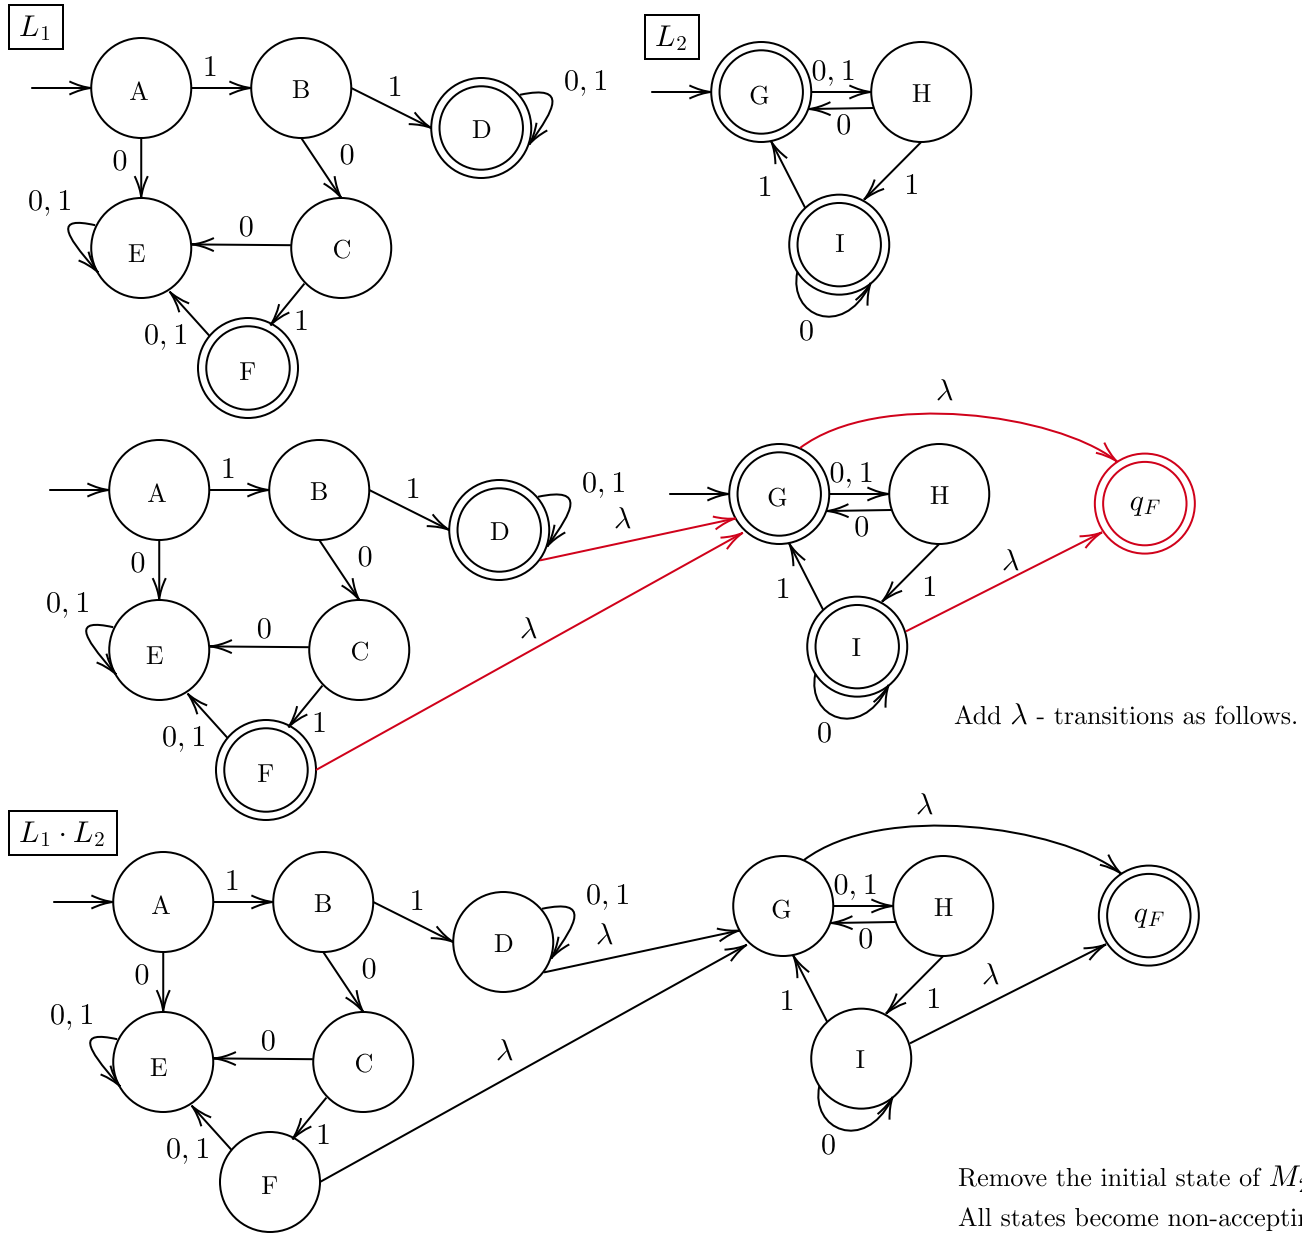 L₁
L₂
A
1
B
1
D
0, 1
0
0
0, 1
E
0
C
0, 1
1
F
G
0, 1
H
0
1
1
I
0
λ
A
1
B
1
D
0, 1
λ
0
0
0, 1
E
0
C
λ
0, 1
1
F
G
0, 1
H
0
q_F
1
1
λ
I
0
Add λ - transitions as follows.
L₁ · L₂
λ
A
1
B
1
D
0, 1
λ
0
0
0, 1
E
0
C
λ
0, 1
1
F
G
0, 1
H
0
q_F
1
1
λ
I
0
Remove the initial state of M
All states become non-accepti